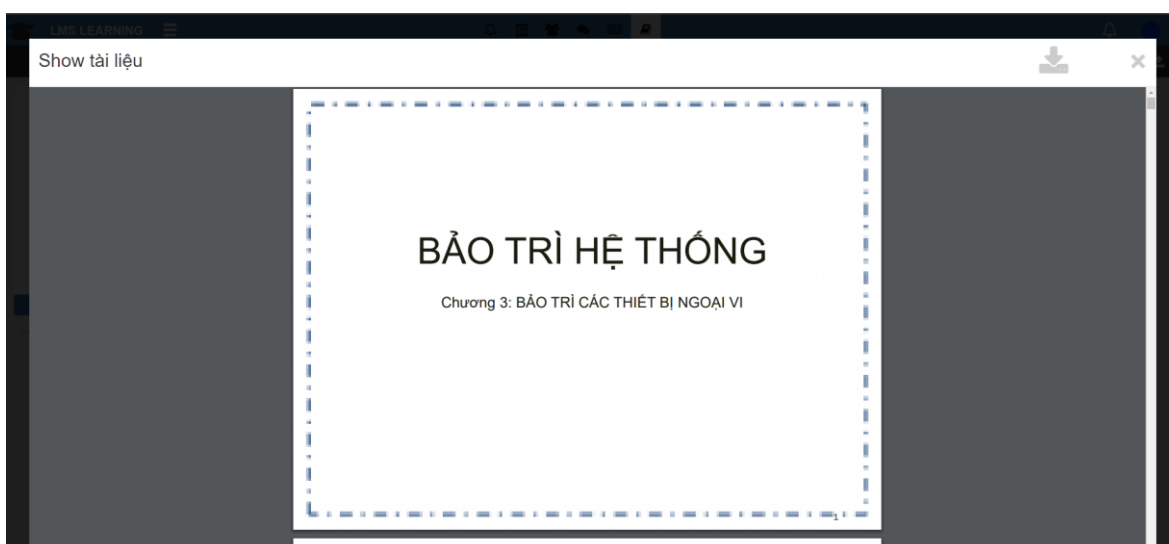 LMS LEARNING
Show tài liệu
BẢO TRÌ HỆ THỐNG
Chương 3: BẢO TRÌ CÁC THIẾT BỊ NGOẠI VI
1